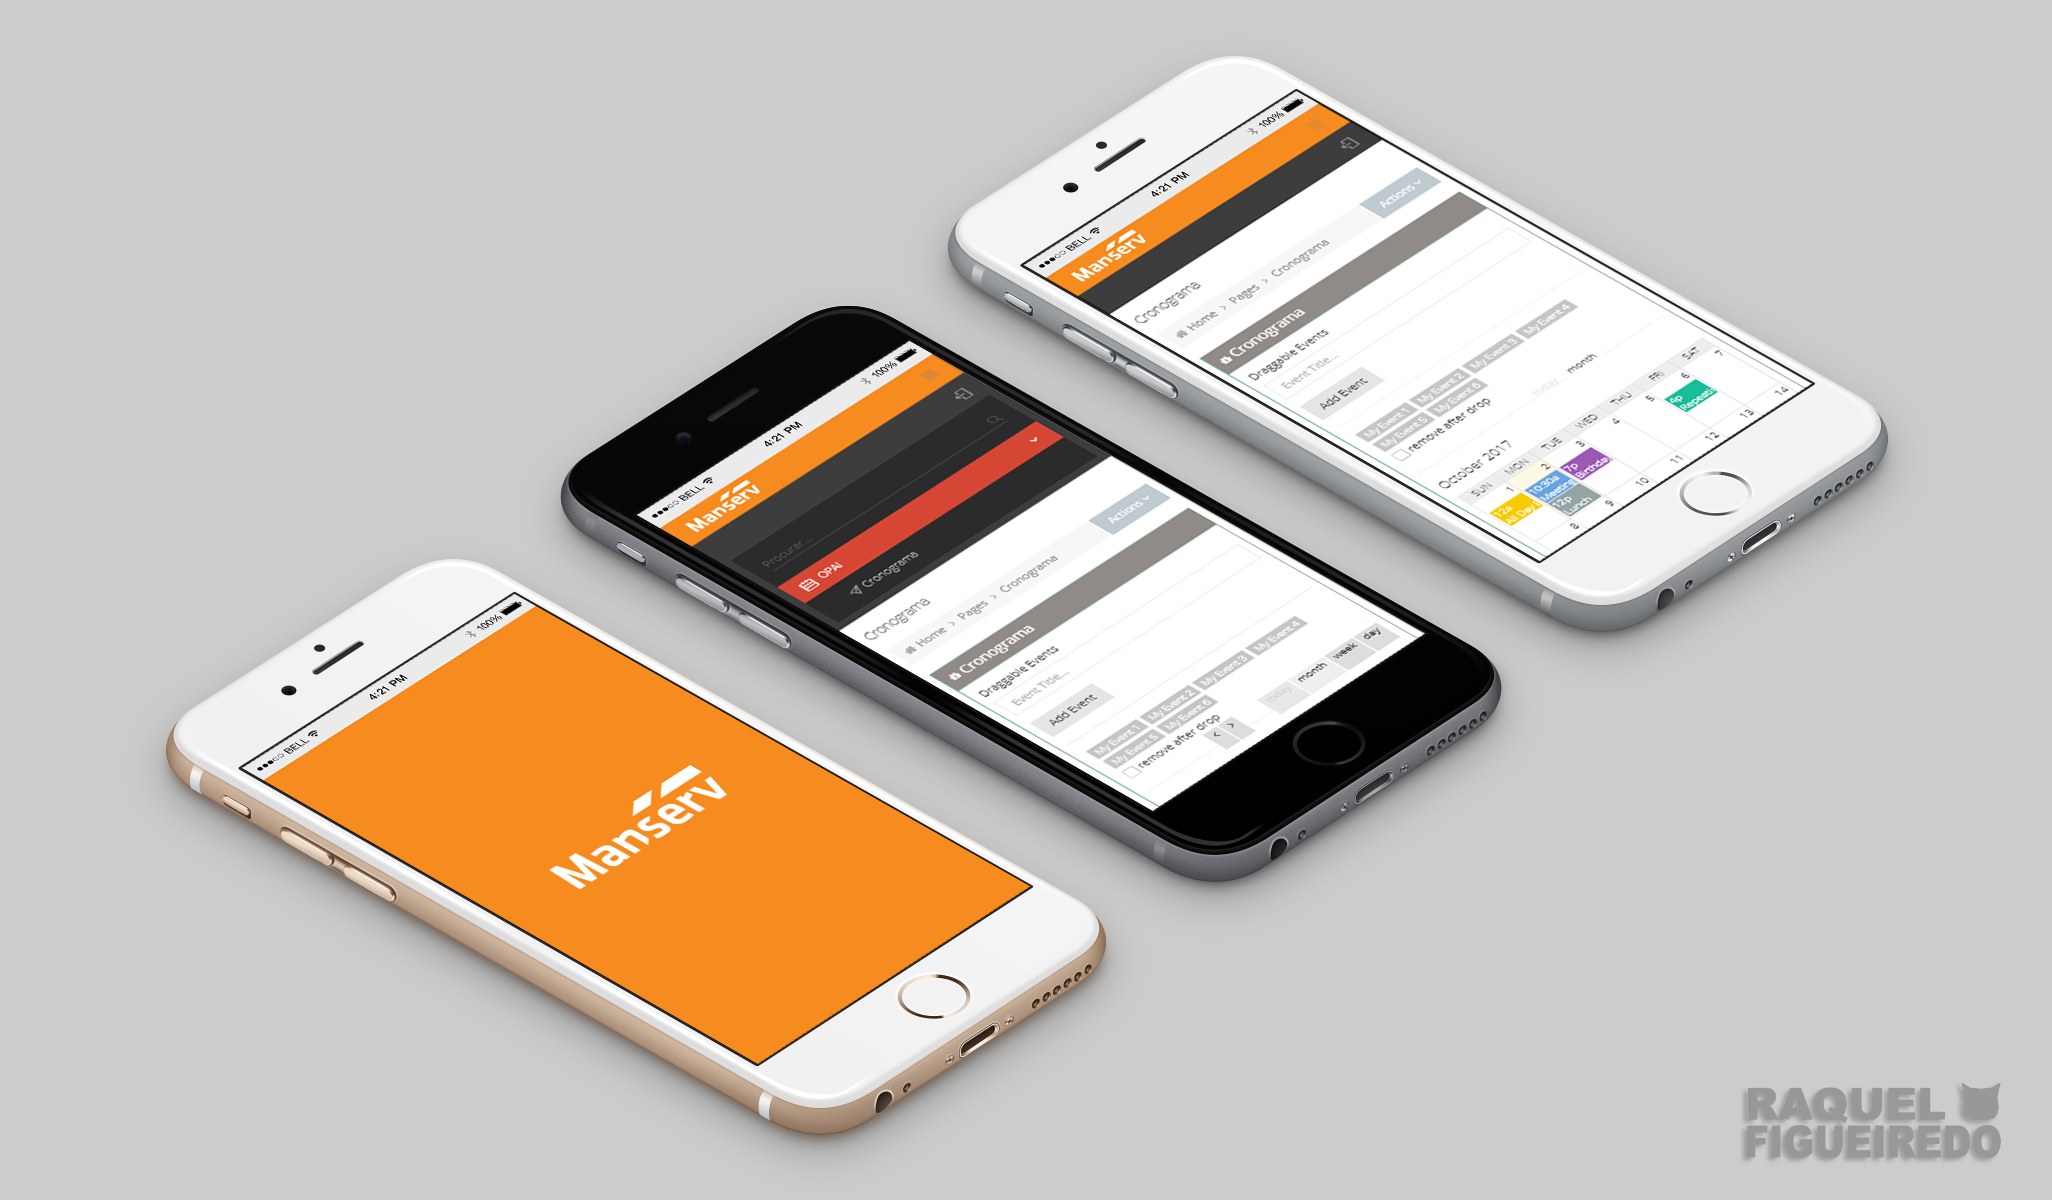 ●●●○○ BELL 4:21 PM 100%
Manserv
●●●○○ BELL 4:21 PM 100%
Manserv
Procurar...
OPAI
Cronograma
Cronograma
Actions
Home > Pages > Cronograma
Cronograma
Draggable Events
Event Title...
Add Event
My Event 1 My Event 2 My Event 3 My Event 4
My Event 5 My Event 6
remove after drop
< >
today month week day
●●●○○ BELL 4:21 PM 100%
Manserv
Cronograma
Actions
Home > Pages > Cronograma
Cronograma
Draggable Events
Event Title...
Add Event
My Event 1 My Event 2 My Event 3 My Event 4
My Event 5 My Event 6
remove after drop
today month
October 2017
SUN MON TUE WED THU FRI SAT
1 2 3 4 5 6 7
12a All Day
10:30a Meeting
12p Lunch
7p Birthday
4p Repeat
8 9 10 11 12 13 14
RAQUEL
FIGUEIREDO